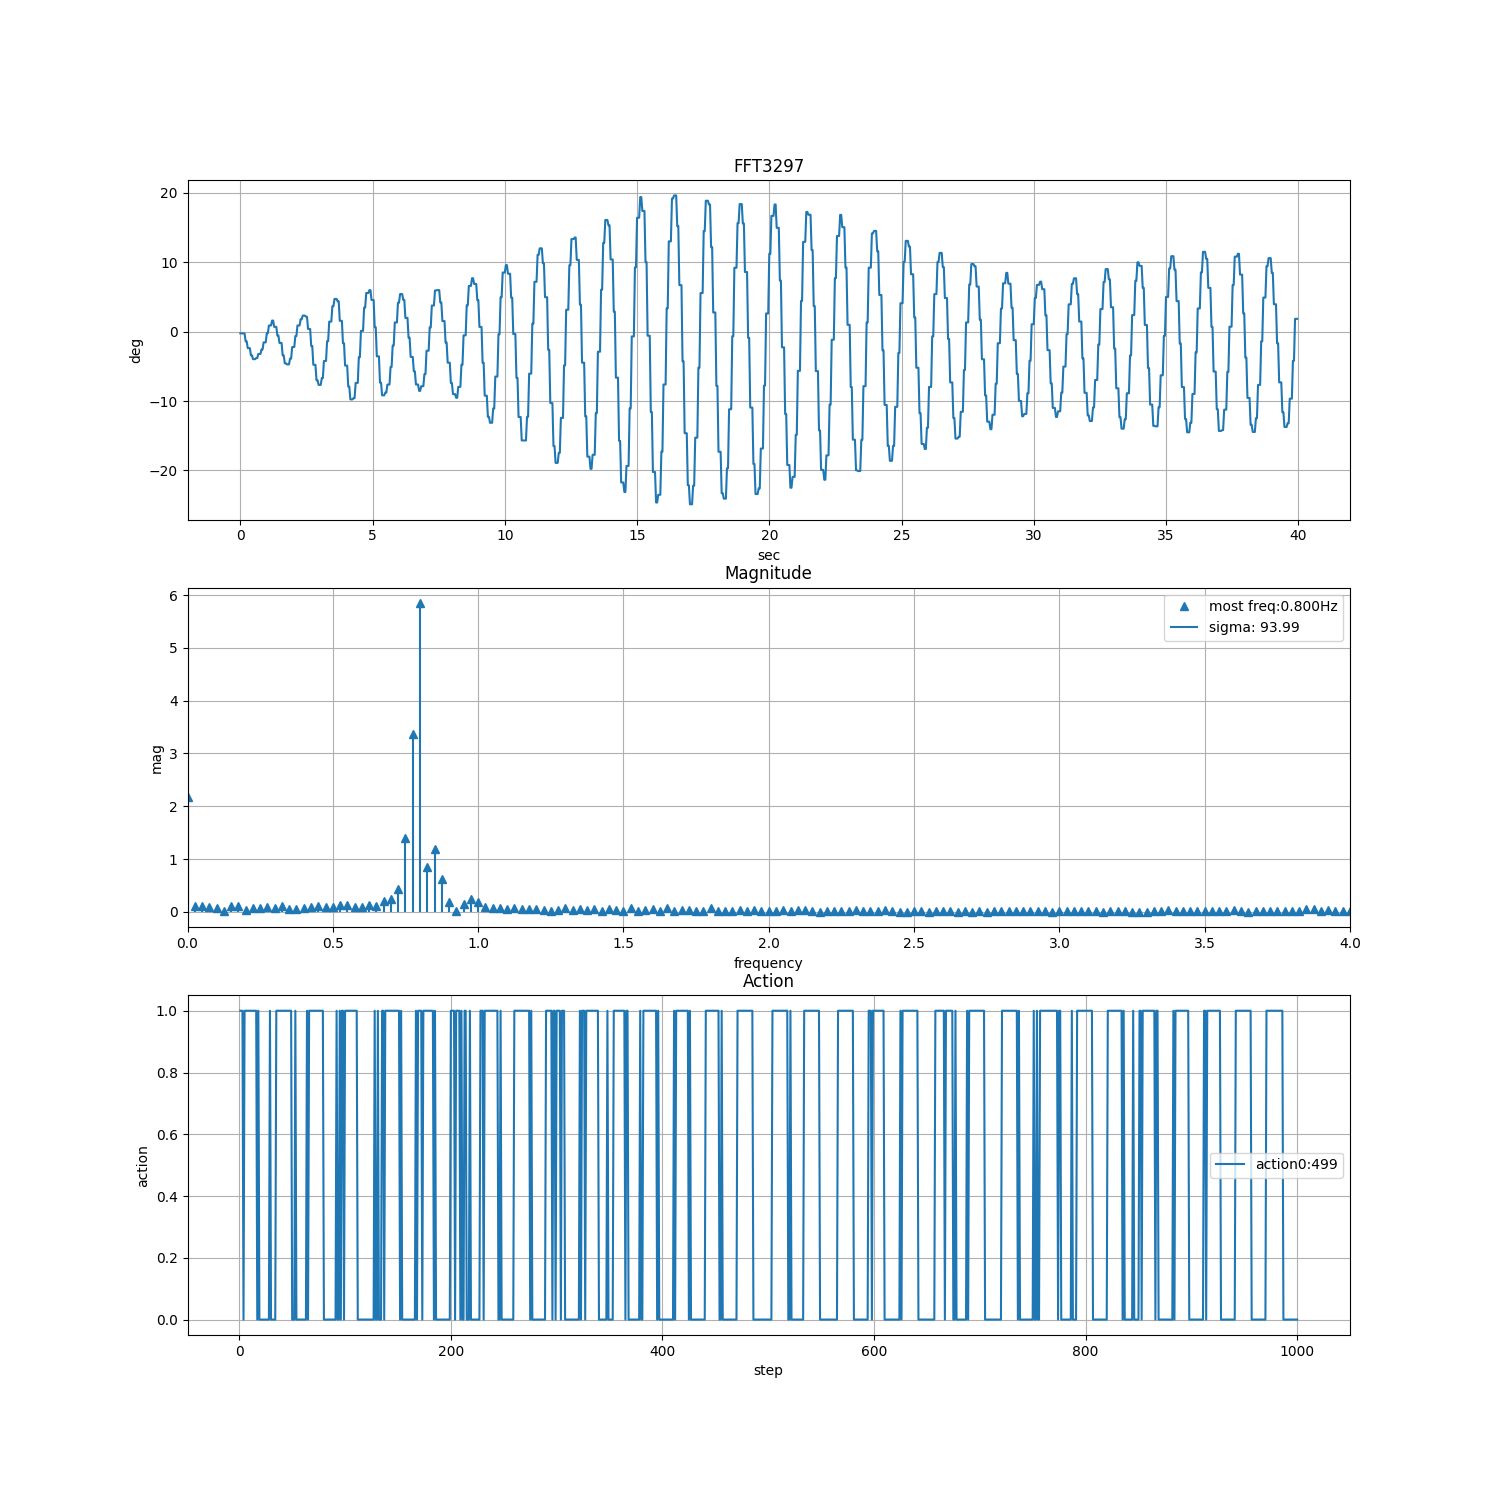 FFT3297
20
10
0
−10
−20
deg
0 5 10 15 20 25 30 35 40
sec
Magnitude
6
5
4
3
2
1
0
mag
most freq:0.800Hz
sigma: 93.99
0.0 0.5 1.0 1.5 2.0 2.5 3.0 3.5 4.0
frequency
Action
1.0
0.8
0.6
0.4
0.2
0.0
action
action0:499
0 200 400 600 800 1000
step